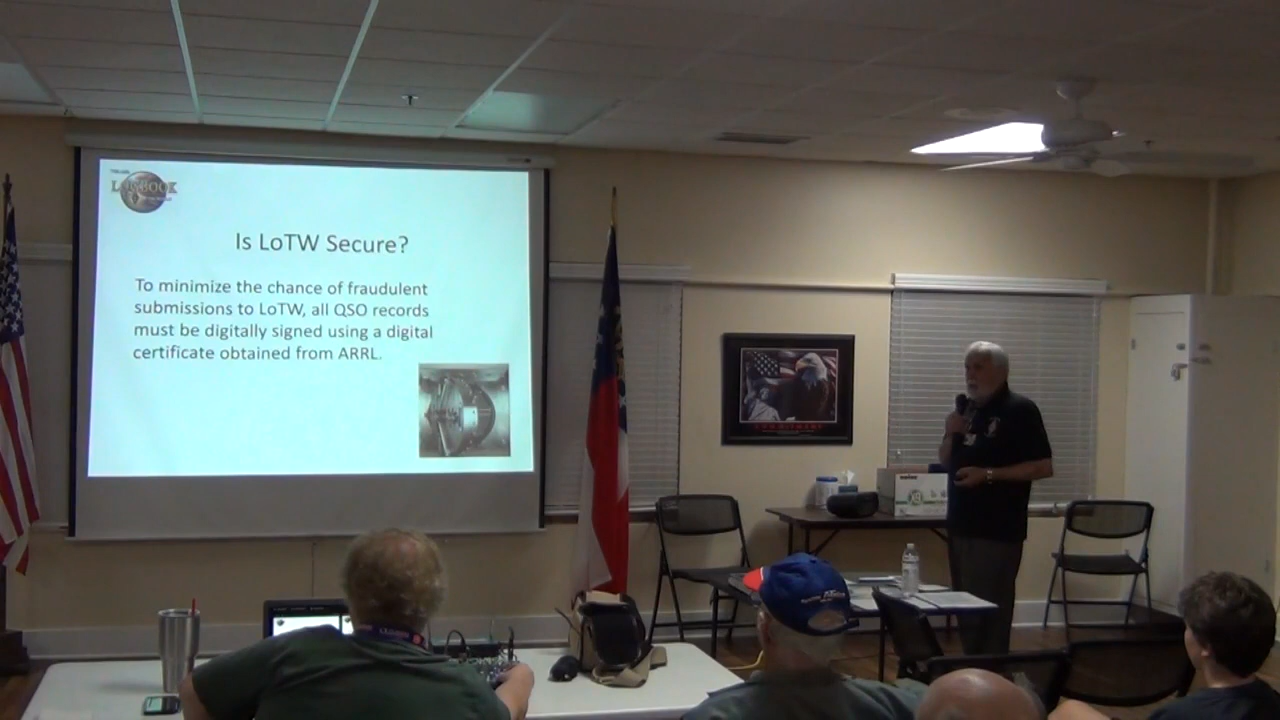 LOGBOOK
Is LoTW Secure?
To minimize the chance of fraudulent
submissions to LoTW, all QSO records
must be digitally signed using a digital
certificate obtained from ARRL.